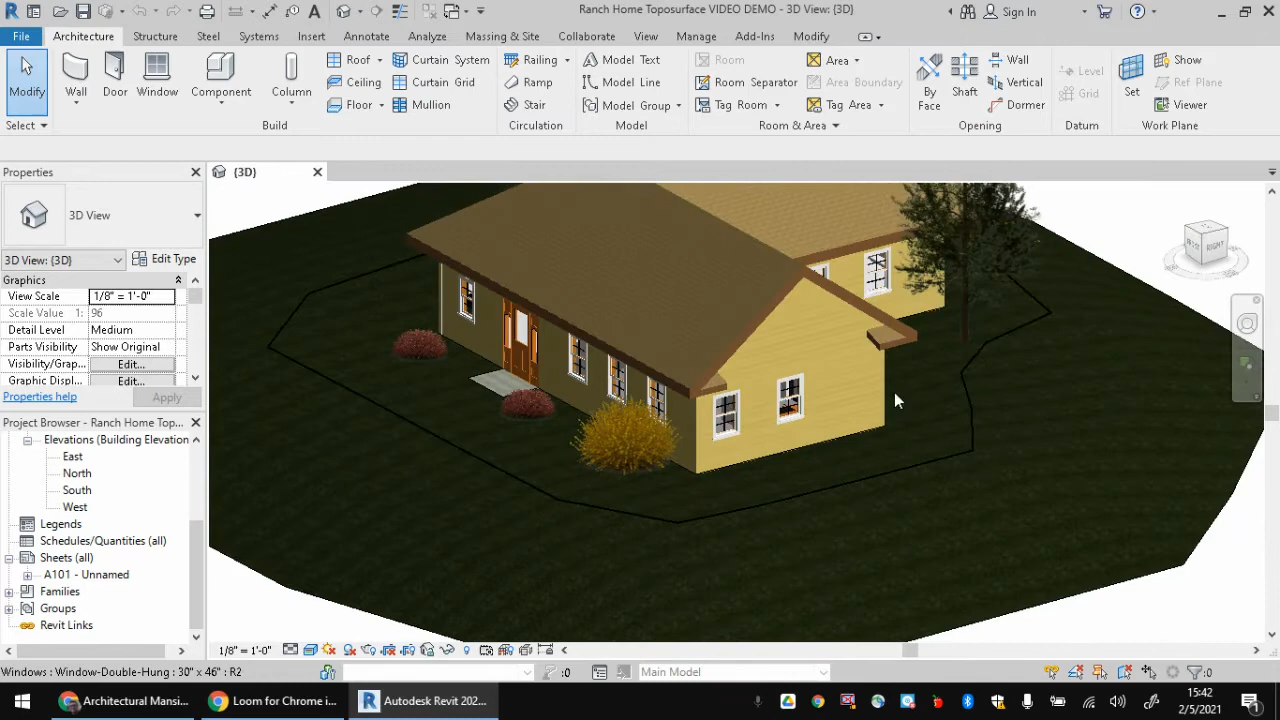 Ranch Home Toposurface VIDEO DEMO - 3D View: {3D}
Sign In
File Architecture Structure Steel Systems Insert Annotate Analyze Massing & Site Collaborate View Manage Add-Ins Modify
Modify
Wall
Door
Window
Component
Column
Roof
Ceiling
Floor
Curtain System
Curtain Grid
Mullion
Railing
Ramp
Stair
Model Text
Model Line
Model Group
Room
Room Separator
Tag Room
Area
Area Boundary
Tag Area
By Face
Shaft
Wall
Vertical
Dormer
Level
Grid
Set
Show
Ref Plane
Viewer
Select
Build
Circulation
Model
Room & Area
Opening
Datum
Work Plane
Properties
{3D}
3D View
3D View: {3D}
Edit Type
Graphics
View Scale 1/8" = 1'-0"
Scale Value 1: 96
Detail Level Medium
Parts Visibility Show Original
Visibility/Grap... Edit...
Graphic Displ... Edit...
Properties help
Apply
Project Browser - Ranch Home Top...
Elevations (Building Elevation
East
North
South
West
Legends
Schedules/Quantities (all)
Sheets (all)
A101 - Unnamed
Families
Groups
Revit Links
RIGHT
1/8" = 1'-0"
Windows : Window-Double-Hung : 30" x 46" : R2
:0
Main Model
:0
Architectural Mansi...
Loom for Chrome i...
Autodesk Revit 202...
15:42
2/5/2021